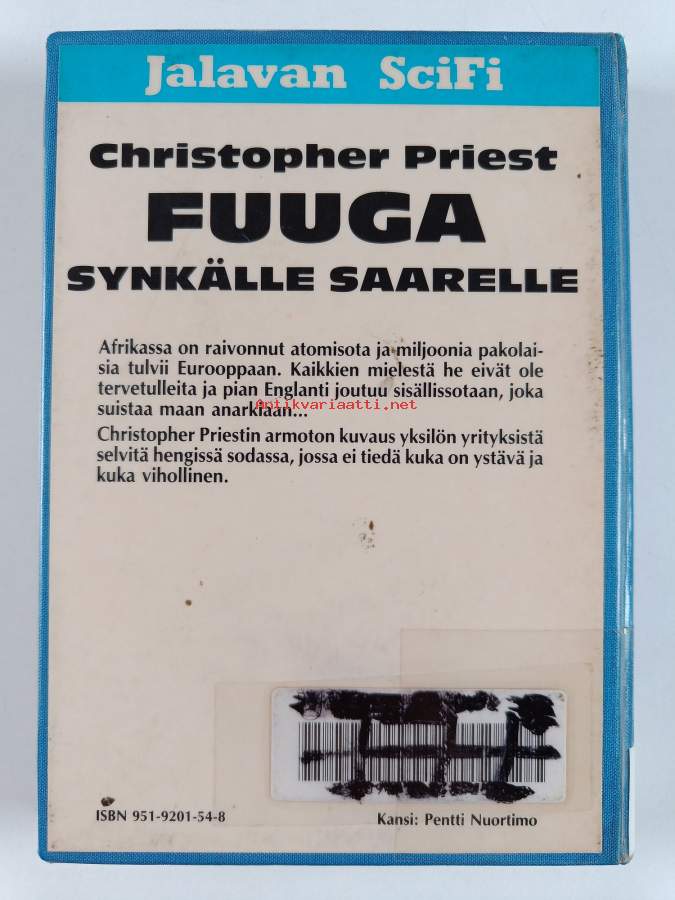 Jalavan SciFi
Christopher Priest
FUUGA
SYNKÄLLE SAARELLE
Afrikassa on raivonnut atomisota ja miljoonia pakolai-
sia tulvii Eurooppaan. Kaikkien mielestä he eivät ole
tervetulleita ja pian Englanti joutuu sisällissotaan, joka
suistaa maan anarkiaan...
Antikvariaatti.net
Christopher Priestin armoton kuvaus yksilön yrityksistä
selvitä hengissä sodassa, jossa ei tiedä kuka on ystävä ja
kuka vihollinen.
ISBN 951-9201-54-8
Kansi: Pentti Nuortimo